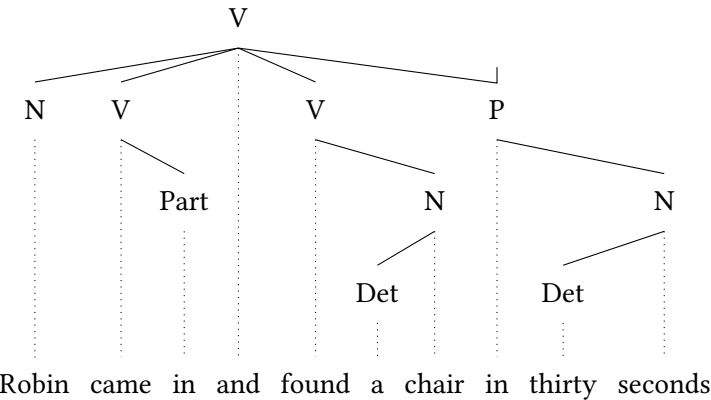 V
N V V P
Part N N
Det Det
Robin came in and found a chair in thirty seconds